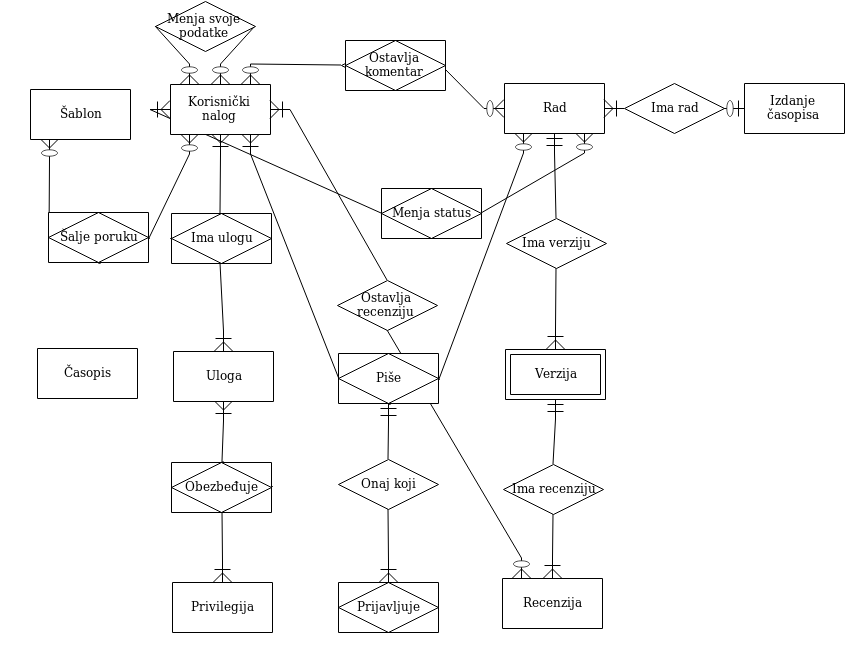 Menja svoje
podatke
Ostavlja
komentar
Šablon
Korisnički
nalog
Rad
Ima rad
Izdanje
časopisa
Menja status
Šalje poruku
Ima ulogu
Ima verziju
Ostavlja
recenziju
Časopis
Uloga
Piše
Verzija
Obezbeđuje
Onaj koji
Ima recenziju
Privilegija
Prijavljuje
Recenzija